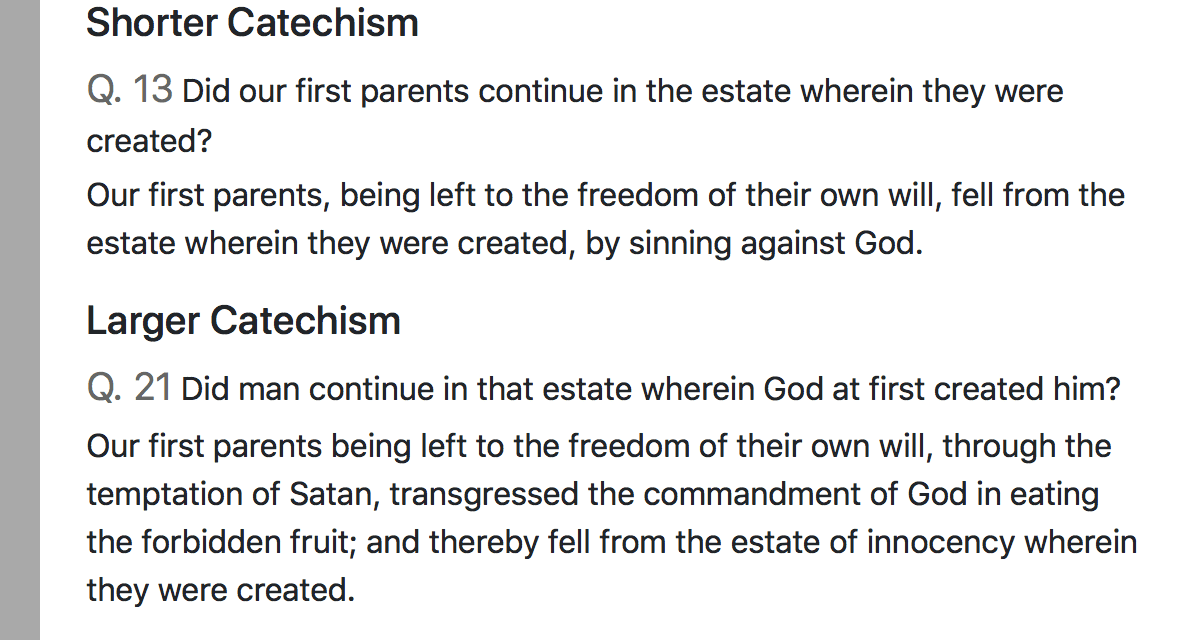 Shorter Catechism
Q. 13 Did our first parents continue in the estate wherein they were
created?
Our first parents, being left to the freedom of their own will, fell from the
estate wherein they were created, by sinning against God.
Larger Catechism
Q. 21 Did man continue in that estate wherein God at first created him?
Our first parents being left to the freedom of their own will, through the
temptation of Satan, transgressed the commandment of God in eating
the forbidden fruit; and thereby fell from the estate of innocency wherein
they were created.